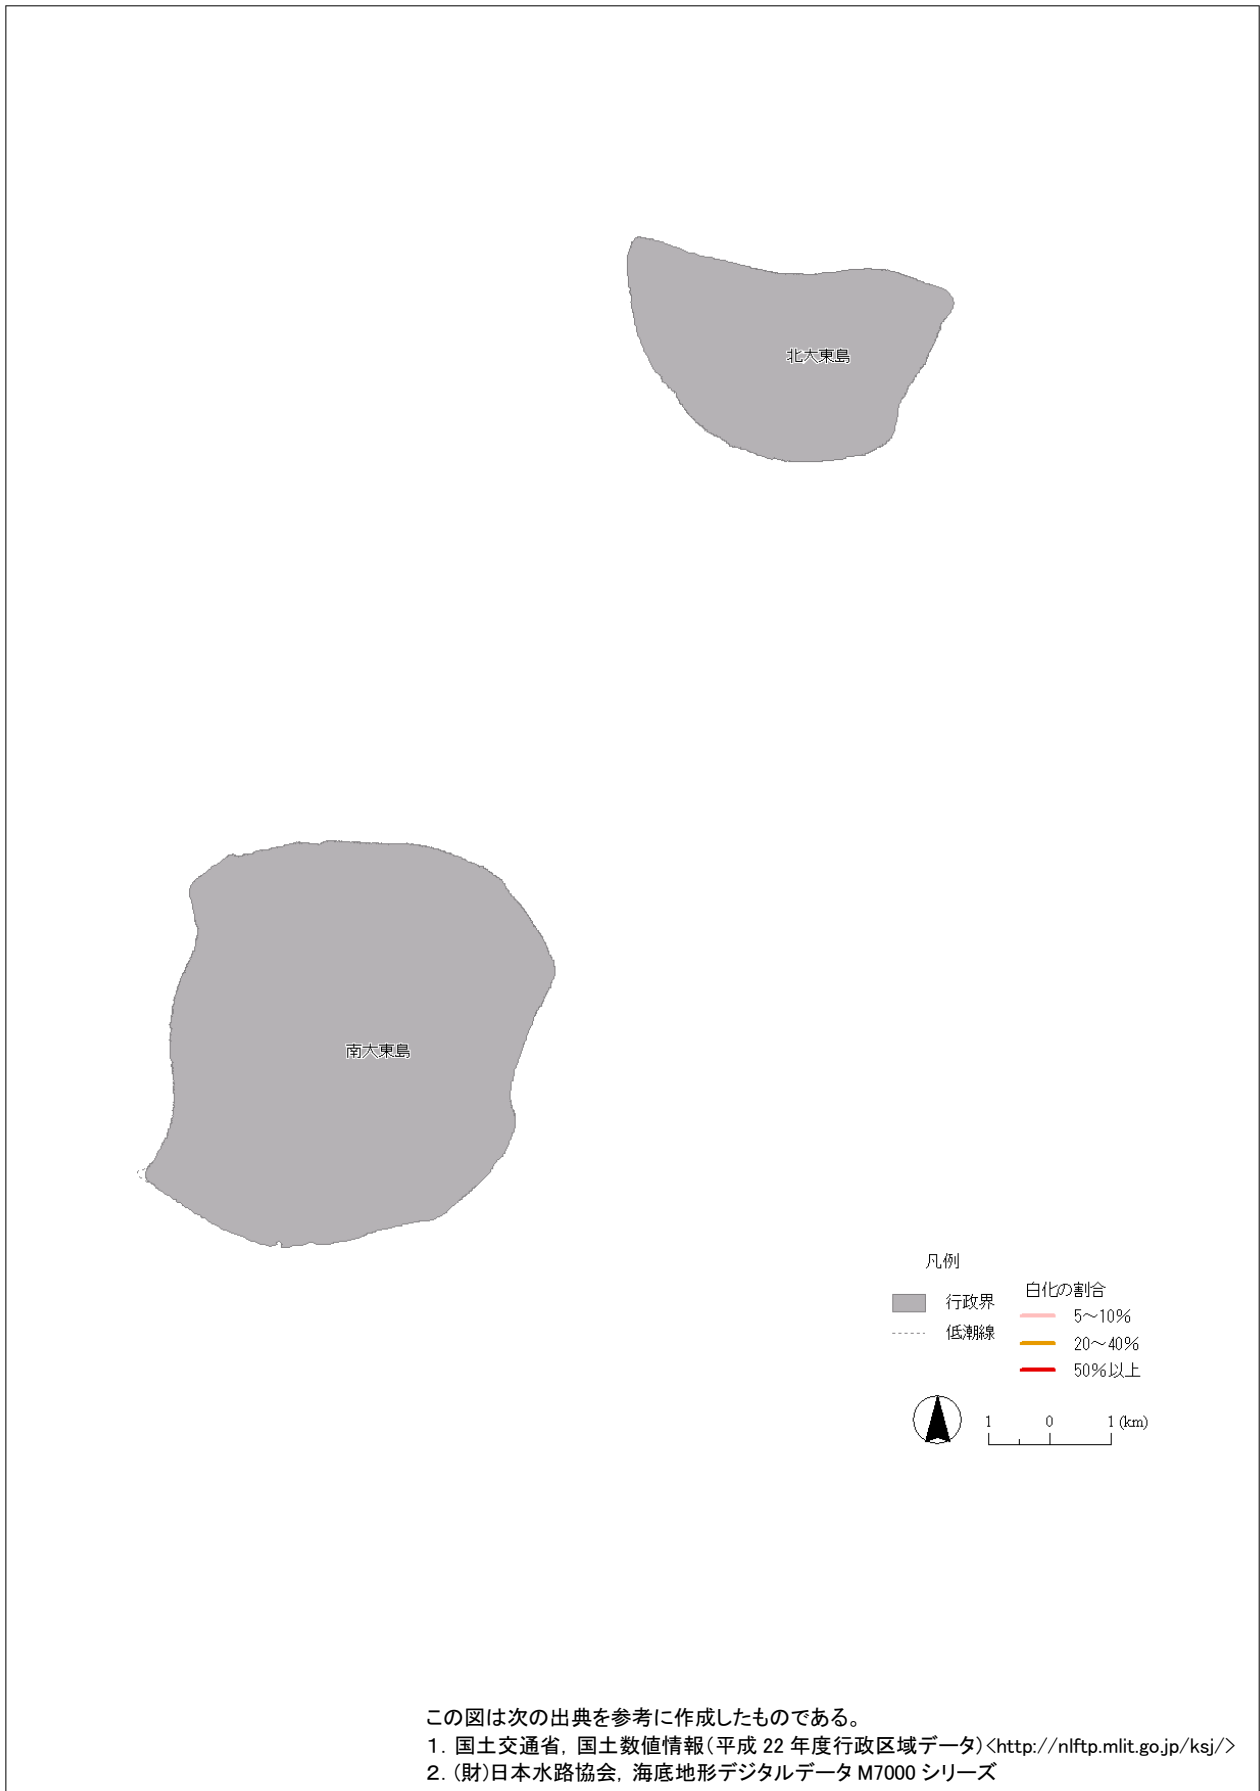 北大東島
南大東島
凡例
行政界
低潮線
白化の割合
5～10%
20～40%
50%以上
1 0 1 (km)
この図は次の出典を参考に作成したものである。
1. 国土交通省, 国土数値情報(平成 22 年度行政区域データ)<http://nlftp.mlit.go.jp/ksj/>
2. (財)日本水路協会, 海底地形デジタルデータ M7000 シリーズ